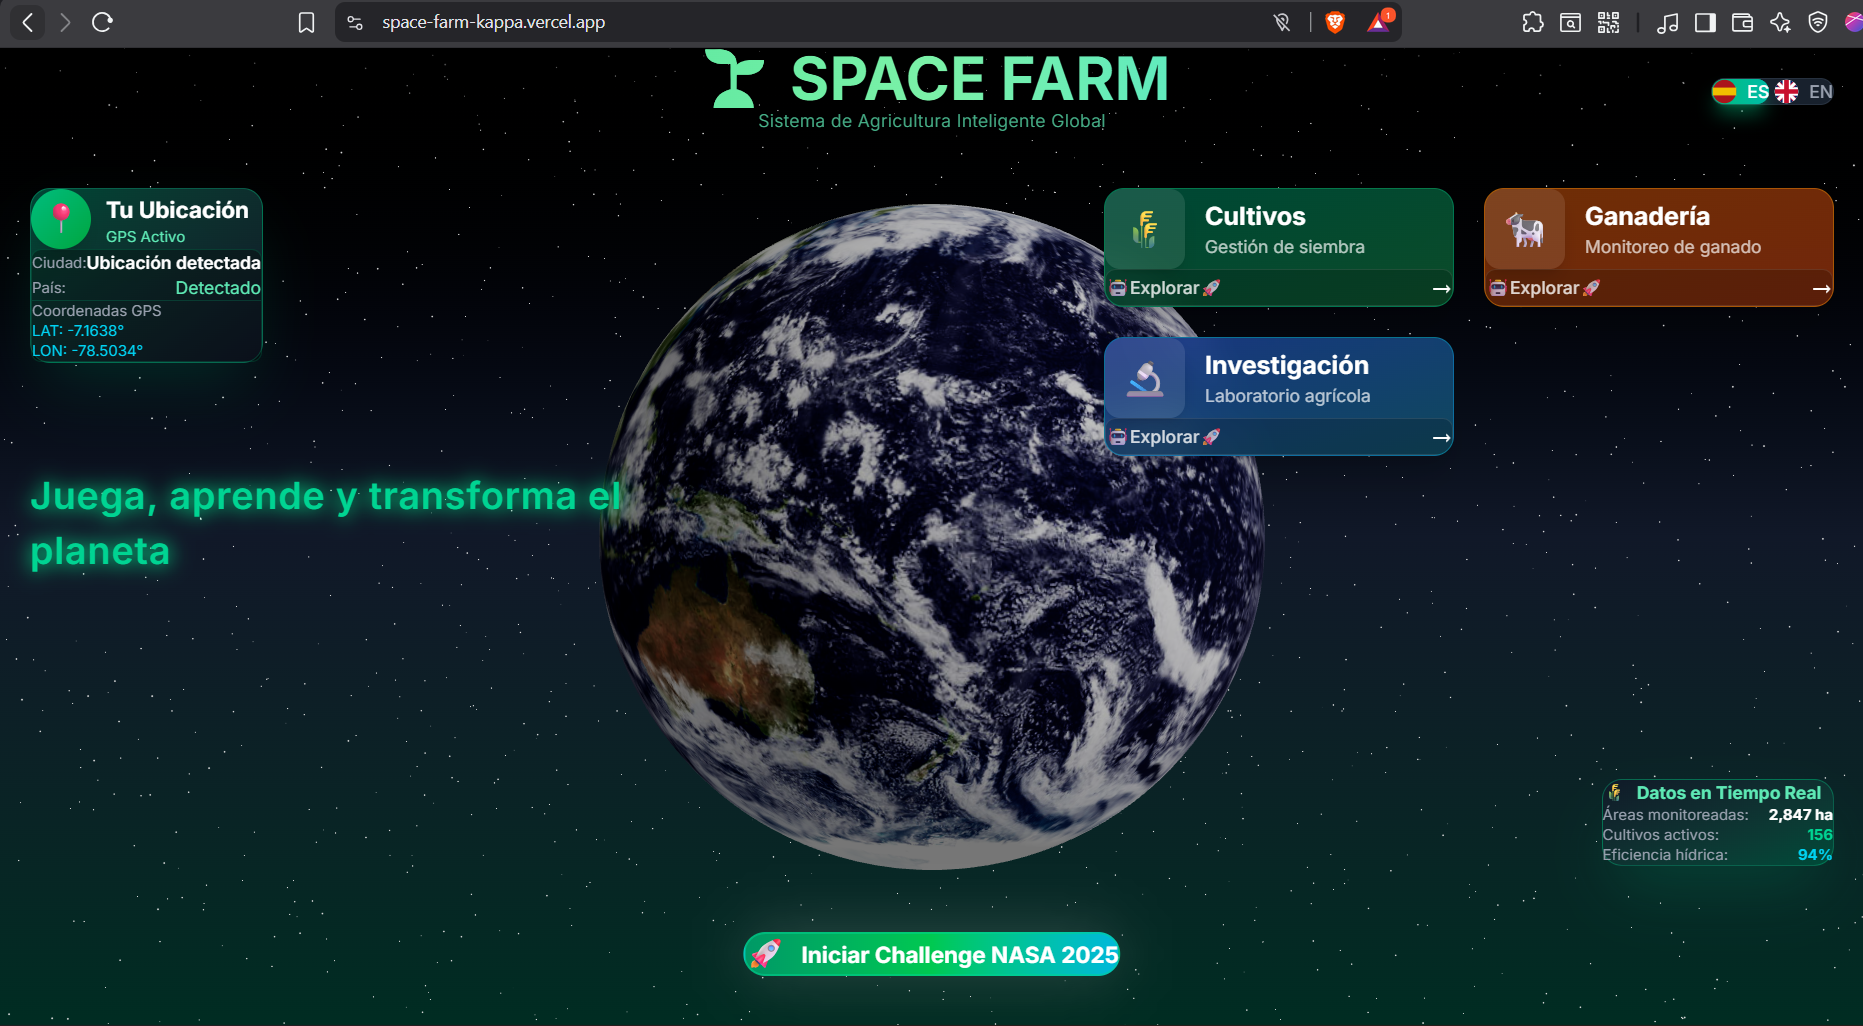 space-farm-kappa.vercel.app
1
SPACE FARM
Sistema de Agricultura Inteligente Global
ES EN
Tu Ubicación
GPS Activo
Ciudad: Ubicación detectada
País: Detectado
Coordenadas GPS
LAT: -7.1638°
LON: -78.5034°
Cultivos
Gestión de siembra
Explorar →
Ganadería
Monitoreo de ganado
Explorar →
Investigación
Laboratorio agrícola
Explorar →
Juega, aprende y transforma el
planeta
Datos en Tiempo Real
Áreas monitoreadas: 2,847 ha
Cultivos activos: 156
Eficiencia hídrica: 94%
Iniciar Challenge NASA 2025